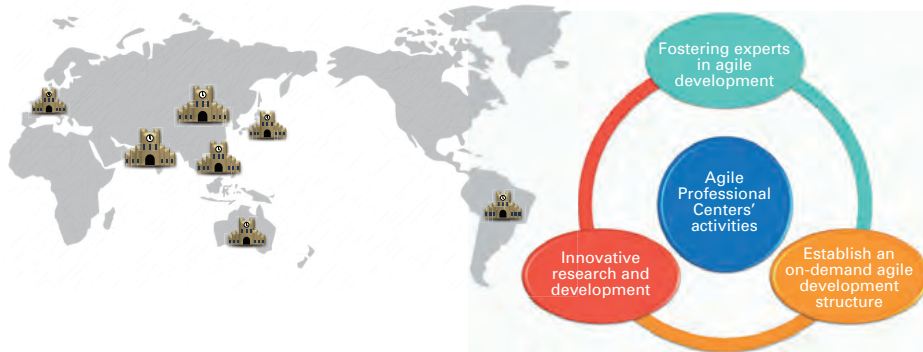 Fostering experts
in agile
development
Agile
Professional
Centers’
activities
Innovative
research and
development
Establish an
on-demand agile
development
structure